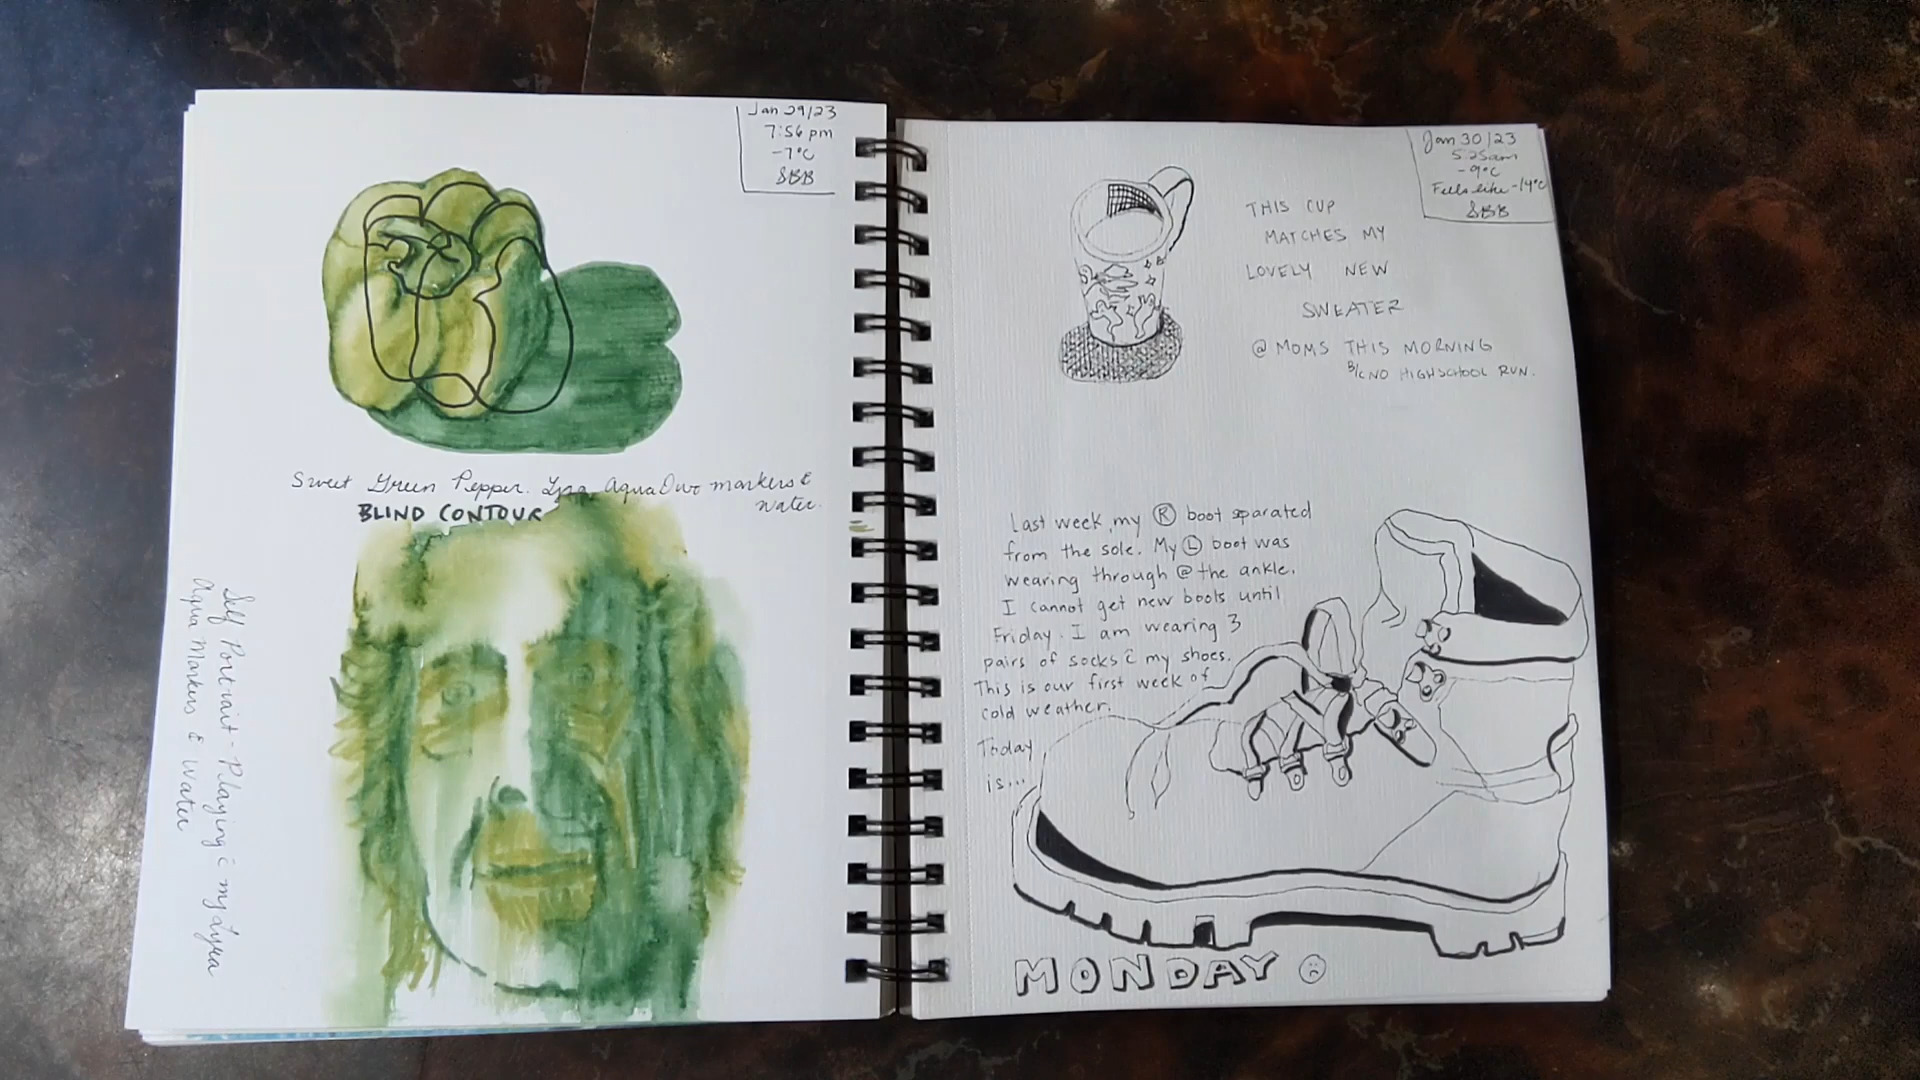 Jan 29/23
7:56 pm
-7°C
SBB
Sweet Green Pepper. Lyra AquaDuo markers &
water.
BLIND CONTOUR
Self Portrait - Playing c̄ my Lyra
Aqua Markers & Water
Jan 30/23
5:25am
-9°C
Feels like -14°C
SBB
THIS CUP
MATCHES MY
LOVELY NEW
SWEATER
@ MOMS THIS MORNING
B/C NO HIGHSCHOOL RUN.
Last week, my Ⓡ boot separated
from the sole. My Ⓛ boot was
wearing through @ the ankle.
I cannot get new boots until
Friday. I am wearing 3
pairs of socks c̄ my shoes.
This is our first week of
cold weather.
Today
is...
MONDAY ☹